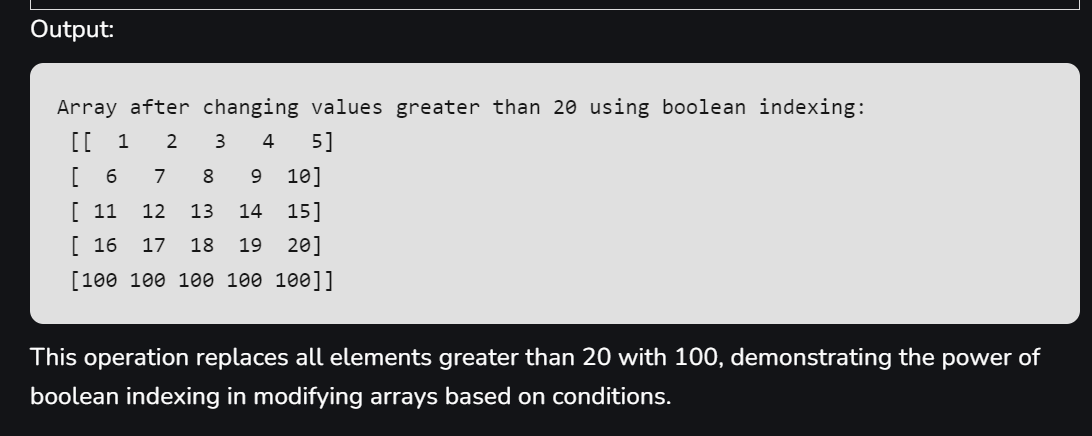 Output:
Array after changing values greater than 20 using boolean indexing:
[[  1   2   3   4   5]
[  6   7   8   9  10]
[ 11  12  13  14  15]
[ 16  17  18  19  20]
[100 100 100 100 100]]
This operation replaces all elements greater than 20 with 100, demonstrating the power of
boolean indexing in modifying arrays based on conditions.